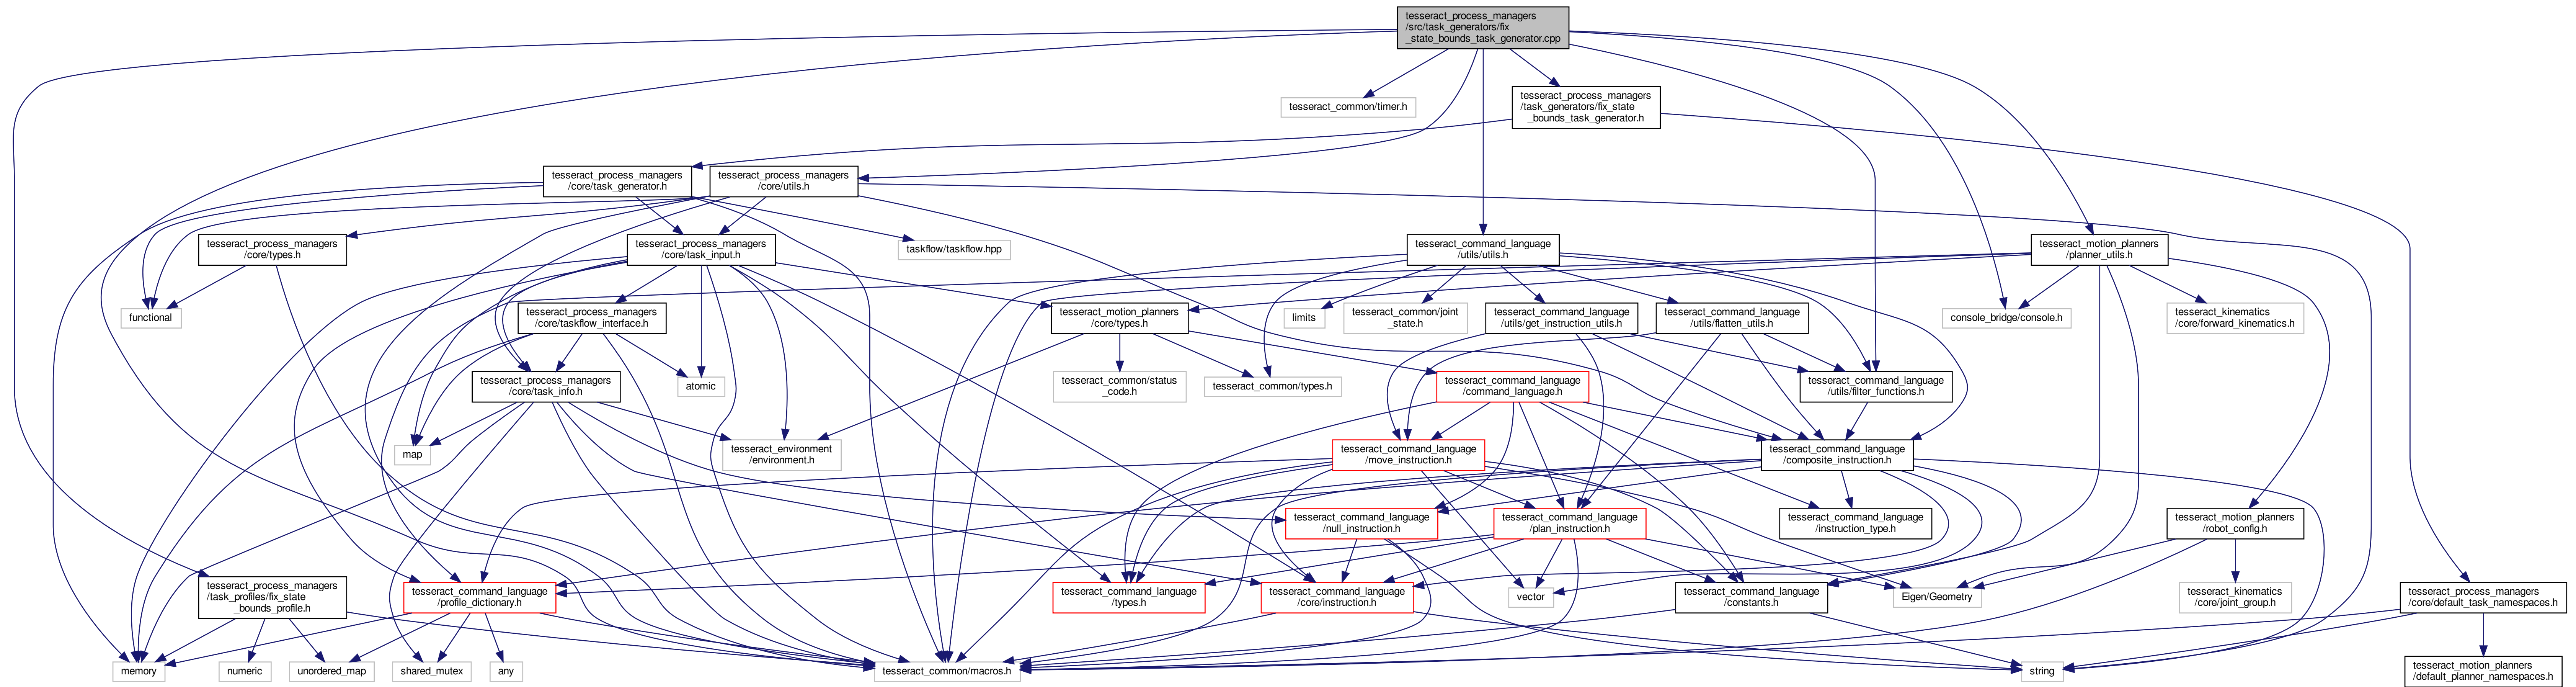 tesseract_process_managers
/src/task_generators/fix
_state_bounds_task_generator.cpp
tesseract_common/timer.h
tesseract_process_managers
/task_generators/fix_state
_bounds_task_generator.h
tesseract_process_managers
/core/task_generator.h
tesseract_process_managers
/core/utils.h
tesseract_process_managers
/core/types.h
tesseract_process_managers
/core/task_input.h
taskflow/taskflow.hpp
tesseract_command_language
/utils/utils.h
tesseract_motion_planners
/planner_utils.h
functional
tesseract_process_managers
/core/taskflow_interface.h
tesseract_motion_planners
/core/types.h
limits
tesseract_common/joint
_state.h
tesseract_command_language
/utils/get_instruction_utils.h
tesseract_command_language
/utils/flatten_utils.h
console_bridge/console.h
tesseract_kinematics
/core/forward_kinematics.h
tesseract_process_managers
/core/task_info.h
atomic
tesseract_common/status
_code.h
tesseract_common/types.h
tesseract_command_language
/command_language.h
tesseract_command_language
/utils/filter_functions.h
map
tesseract_environment
/environment.h
tesseract_command_language
/move_instruction.h
tesseract_command_language
/composite_instruction.h
tesseract_command_language
/null_instruction.h
tesseract_command_language
/plan_instruction.h
tesseract_command_language
/instruction_type.h
tesseract_motion_planners
/robot_config.h
tesseract_process_managers
/task_profiles/fix_state
_bounds_profile.h
tesseract_command_language
/profile_dictionary.h
tesseract_command_language
/types.h
tesseract_command_language
/core/instruction.h
vector
tesseract_command_language
/constants.h
Eigen/Geometry
tesseract_kinematics
/core/joint_group.h
tesseract_process_managers
/core/default_task_namespaces.h
memory
numeric
unordered_map
shared_mutex
any
tesseract_common/macros.h
string
tesseract_motion_planners
/default_planner_namespaces.h